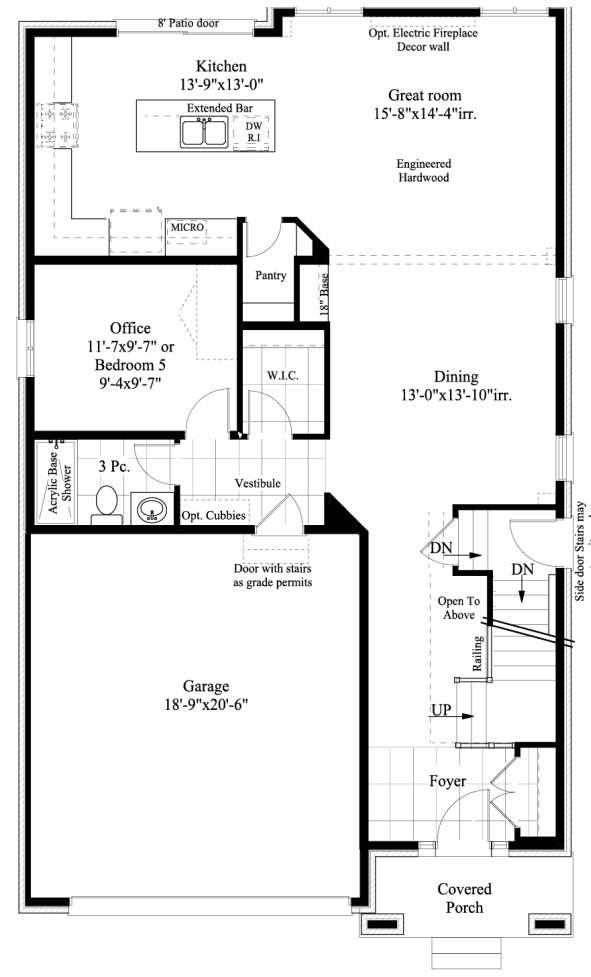 8' Patio door
Opt. Electric Fireplace
Decor wall
Kitchen
13'-9"x13'-0"
Great room
15'-8"x14'-4"irr.
Extended Bar
DW
R.I
Engineered
Hardwood
MICRO
Pantry
18" Base
Office
11'-7x9'-7" or
Bedroom 5
9'-4x9'-7"
W.I.C.
Dining
13'-0"x13'-10"irr.
Acrylic Base
Shower
3 Pc.
Vestibule
Opt. Cubbies
Door with stairs
as grade permits
DN
DN
Side door Stairs may
Open To
Above
Railing
Garage
18'-9"x20'-6"
UP
Foyer
Covered
Porch